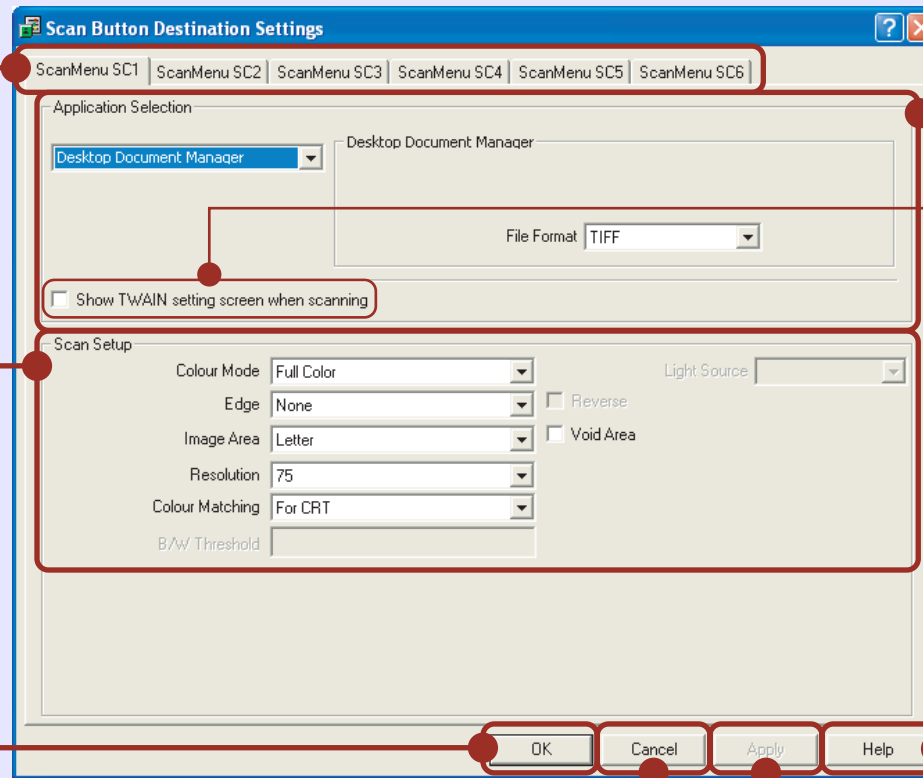 Scan Button Destination Settings
ScanMenu SC1 ScanMenu SC2 ScanMenu SC3 ScanMenu SC4 ScanMenu SC5 ScanMenu SC6
Application Selection
Desktop Document Manager
Desktop Document Manager
File Format TIFF
Show TWAIN setting screen when scanning
Scan Setup
Colour Mode Full Color Light Source
Edge None Reverse
Image Area Letter Void Area
Resolution 75
Colour Matching For CRT
B/W Threshold
OK Cancel Apply Help